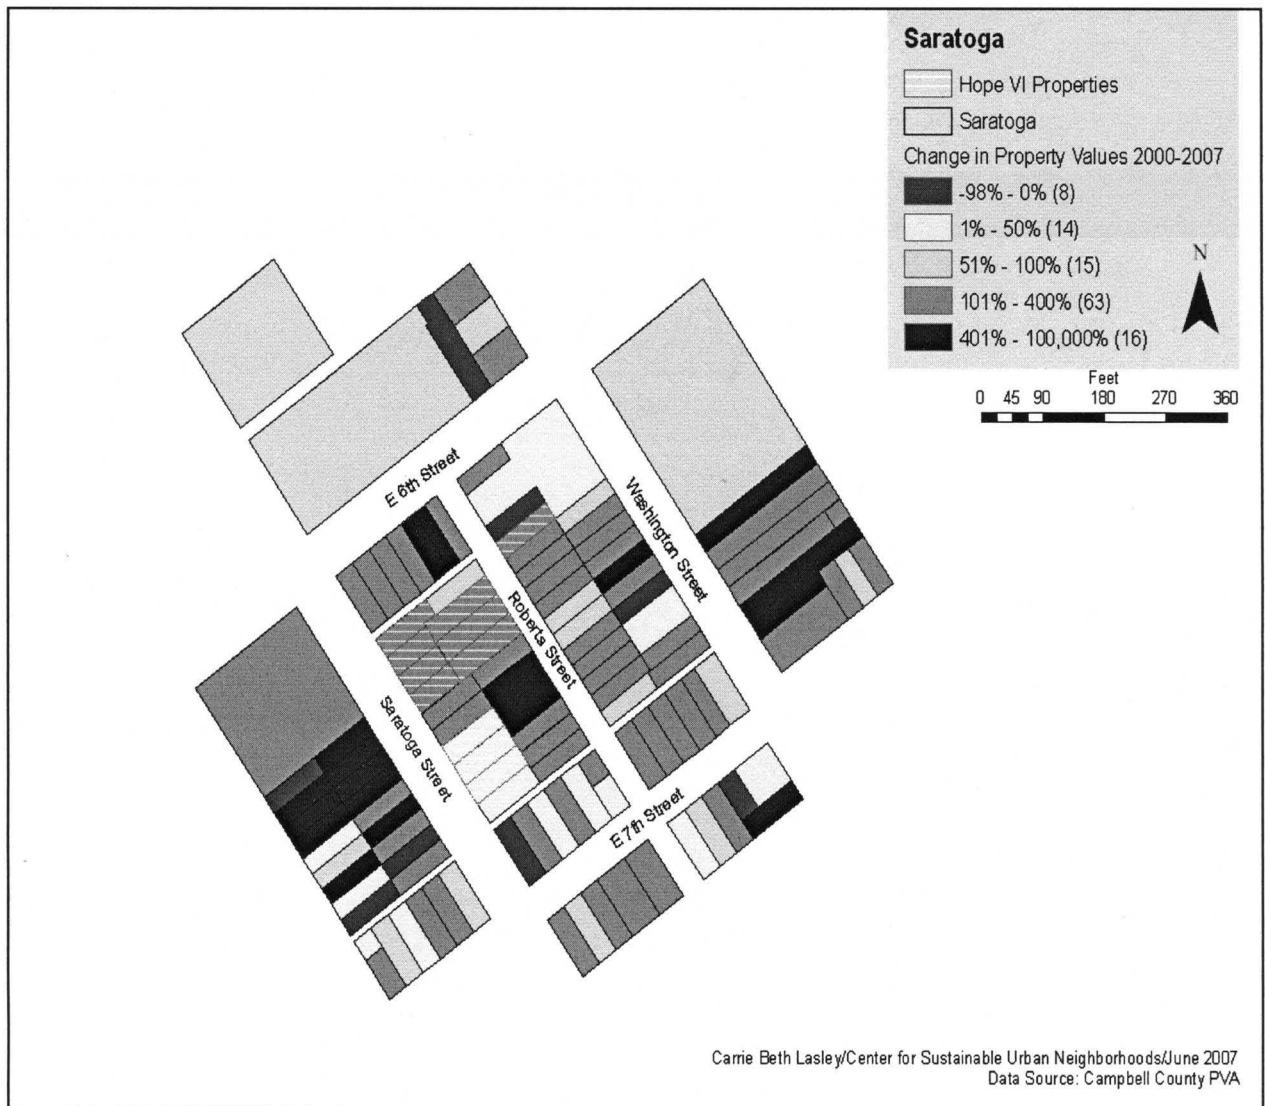 Saratoga
Hope VI Properties
Saratoga
Change in Property Values 2000-2007
-98% - 0% (8)
1% - 50% (14)
51% - 100% (15)
101% - 400% (63)
401% - 100,000% (16)
N
Feet
0 45 90 180 270 360
E 6th Street
Washington Street
Roberts Street
Saratoga Street
E 7th Street
Carrie Beth Lasley/Center for Sustainable Urban Neighborhoods/June 2007
Data Source: Campbell County PVA